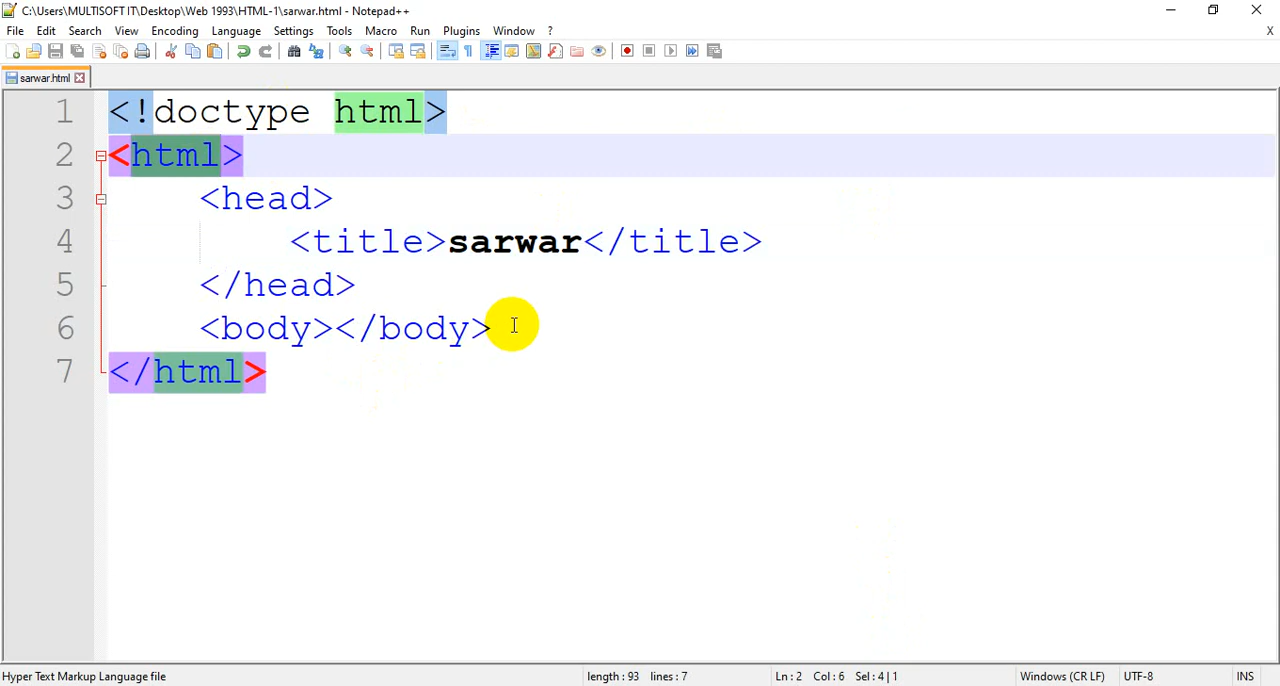 C:\Users\MULTISOFT IT\Desktop\Web 1993\HTML-1\sarwar.html - Notepad++
File Edit Search View Encoding Language Settings Tools Macro Run Plugins Window ? X
sarwar.html
1 <!doctype html>
2 <html>
3 <head>
4 <title>sarwar</title>
5 </head>
6 <body></body>
7 </html>
Hyper Text Markup Language file length : 93 lines : 7 Ln : 2 Col : 6 Sel : 4 | 1 Windows (CR LF) UTF-8 INS